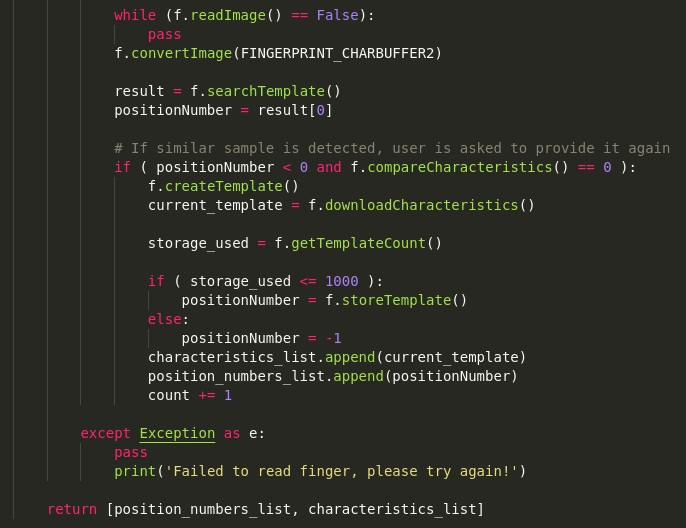 while (f.readImage() == False):
pass
f.convertImage(FINGERPRINT_CHARBUFFER2)
result = f.searchTemplate()
positionNumber = result[0]
# If similar sample is detected, user is asked to provide it again
if ( positionNumber < 0 and f.compareCharacteristics() == 0 ):
f.createTemplate()
current_template = f.downloadCharacteristics()
storage_used = f.getTemplateCount()
if ( storage_used <= 1000 ):
positionNumber = f.storeTemplate()
else:
positionNumber = -1
characteristics_list.append(current_template)
position_numbers_list.append(positionNumber)
count += 1
except Exception as e:
pass
print('Failed to read finger, please try again!')
return [position_numbers_list, characteristics_list]